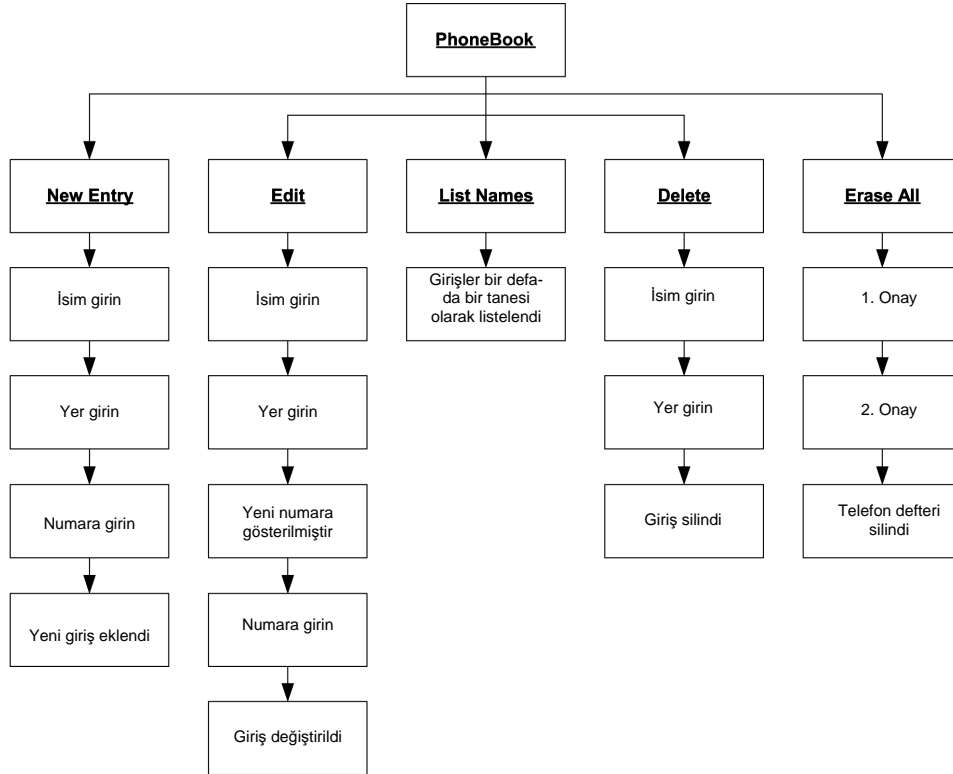 PhoneBook
New Entry
Edit
List Names
Delete
Erase All
İsim girin
İsim girin
Girişler bir defa-
da bir tanesi
olarak listelendi
İsim girin
1. Onay
Yer girin
Yer girin
Yer girin
2. Onay
Numara girin
Yeni numara
gösterilmiştir
Giriş silindi
Telefon defteri
silindi
Yeni giriş eklendi
Numara girin
Giriş değiştirildi